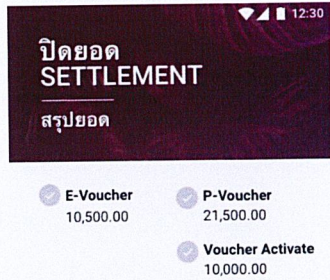 12:30
ปิดยอด
SETTLEMENT
สรุปยอด
E-Voucher
10,500.00
P-Voucher
21,500.00
Voucher Activate
10,000.00